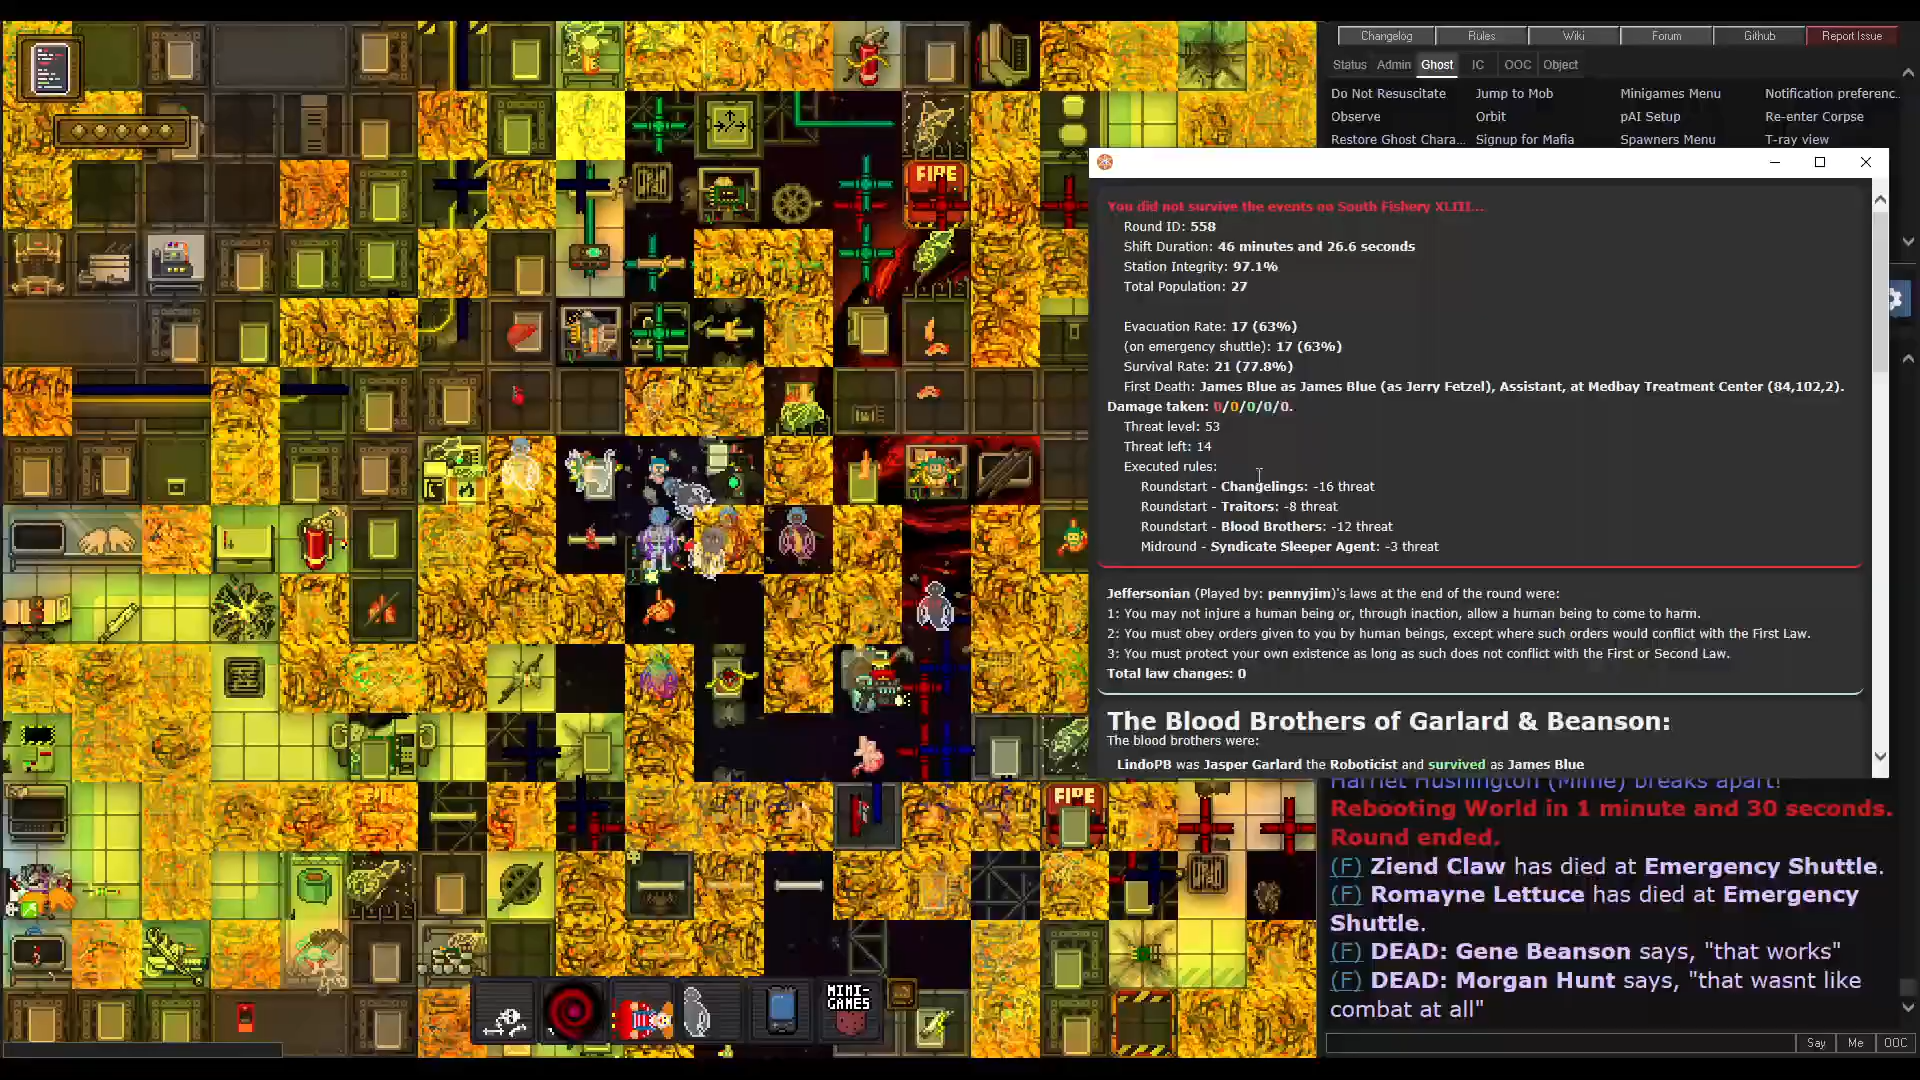 Changelog Rules Wiki Forum Github Report Issue
Status Admin Ghost IC OOC Object
Do Not Resuscitate Jump to Mob Minigames Menu Notification preferenc..
Observe Orbit pAI Setup Re-enter Corpse
Restore Ghost Chara... Signup for Mafia Spawners Menu T-ray view
You did not survive the events on South Fishery XLIII...
Round ID: 558
Shift Duration: 46 minutes and 26.6 seconds
Station Integrity: 97.1%
Total Population: 27
Evacuation Rate: 17 (63%)
(on emergency shuttle): 17 (63%)
Survival Rate: 21 (77.8%)
First Death: James Blue as James Blue (as Jerry Fetzel), Assistant, at Medbay Treatment Center (84,102,2).
Damage taken: 0/0/0/0/0.
Threat level: 53
Threat left: 14
Executed rules:
Roundstart - Changelings: -16 threat
Roundstart - Traitors: -8 threat
Roundstart - Blood Brothers: -12 threat
Midround - Syndicate Sleeper Agent: -3 threat
Jeffersonian (Played by: pennyjim)'s laws at the end of the round were:
1: You may not injure a human being or, through inaction, allow a human being to come to harm.
2: You must obey orders given to you by human beings, except where such orders would conflict with the First Law.
3: You must protect your own existence as long as such does not conflict with the First or Second Law.
Total law changes: 0
The Blood Brothers of Garlard & Beanson:
The blood brothers were:
LindoPB was Jasper Garlard the Roboticist and survived as James Blue
Harriet Hushington (Mime) breaks apart!
Rebooting World in 1 minute and 30 seconds.
Round ended.
(F) Ziend Claw has died at Emergency Shuttle.
(F) Romayne Lettuce has died at Emergency
Shuttle.
(F) DEAD: Gene Beanson says, "that works"
(F) DEAD: Morgan Hunt says, "that wasnt like
combat at all"
Say Me OOC
FIRE
FIRE
MINI-
GAMES